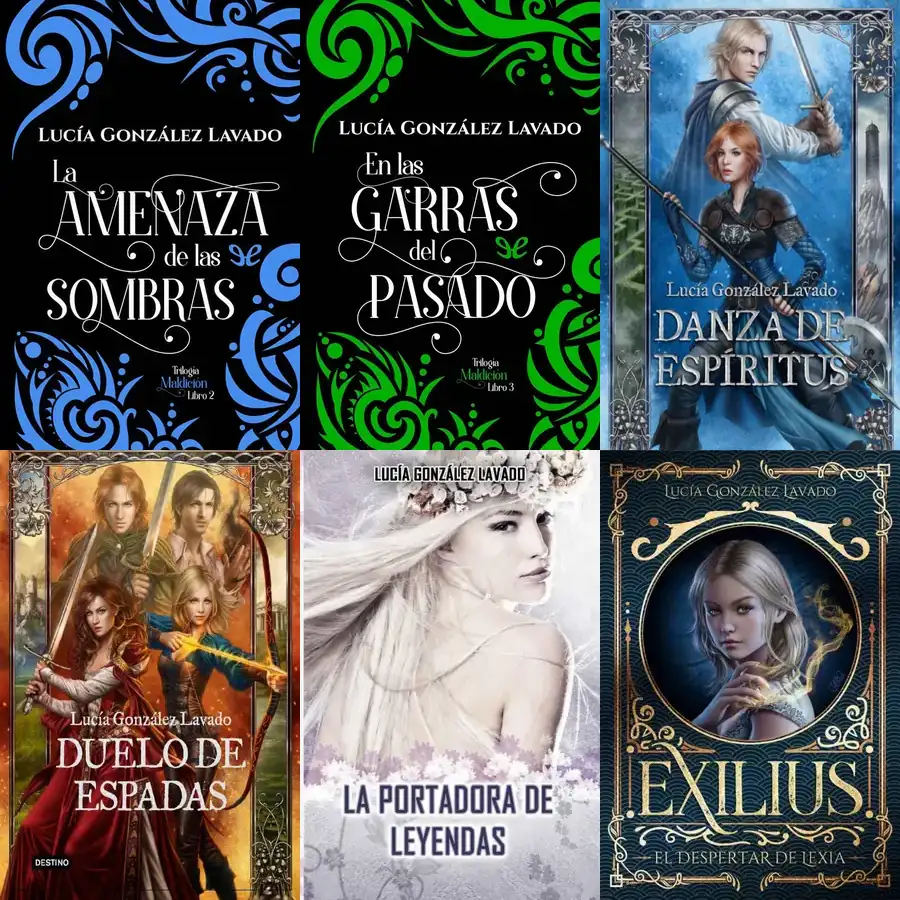 LUCÍA GONZÁLEZ LAVADO
La
AMENAZA
de las
SOMBRAS
Trilogía
Maldición
Libro 2
LUCÍA GONZÁLEZ LAVADO
En las
GARRAS
del
PASADO
Trilogía
Maldición
Libro 3
Lucía González Lavado
DANZA DE
ESPÍRITUS
Lucía González Lavado
DUELO DE
ESPADAS
DESTINO
LUCÍA GONZÁLEZ LAVADO
LA PORTADORA DE
LEYENDAS
LUCÍA GONZÁLEZ LAVADO
EXILIUS
EL DESPERTAR DE LEXIA